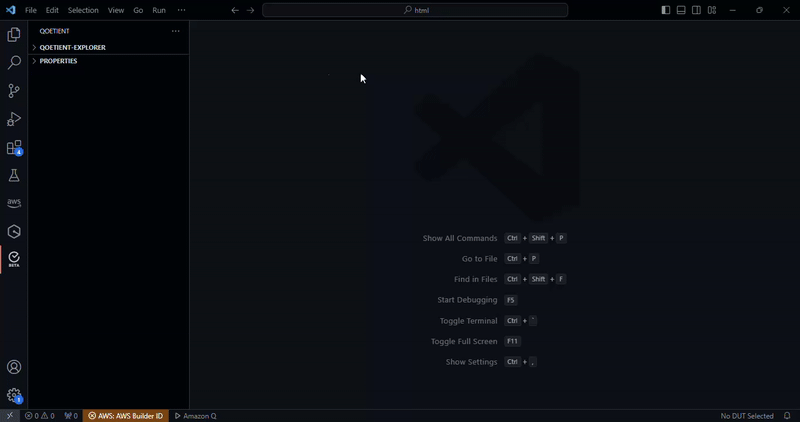 File Edit Selection View Go Run ···
html
QOETIENT ···
QOETIENT-EXPLORER
PROPERTIES
4
aws
BETA
Show All Commands Ctrl + Shift + P
Go to File Ctrl + P
Find in Files Ctrl + Shift + F
Start Debugging F5
Toggle Terminal Ctrl + `
Toggle Full Screen F11
Show Settings Ctrl + ,
1
0 0 0 AWS: AWS Builder ID Amazon Q No DUT Selected